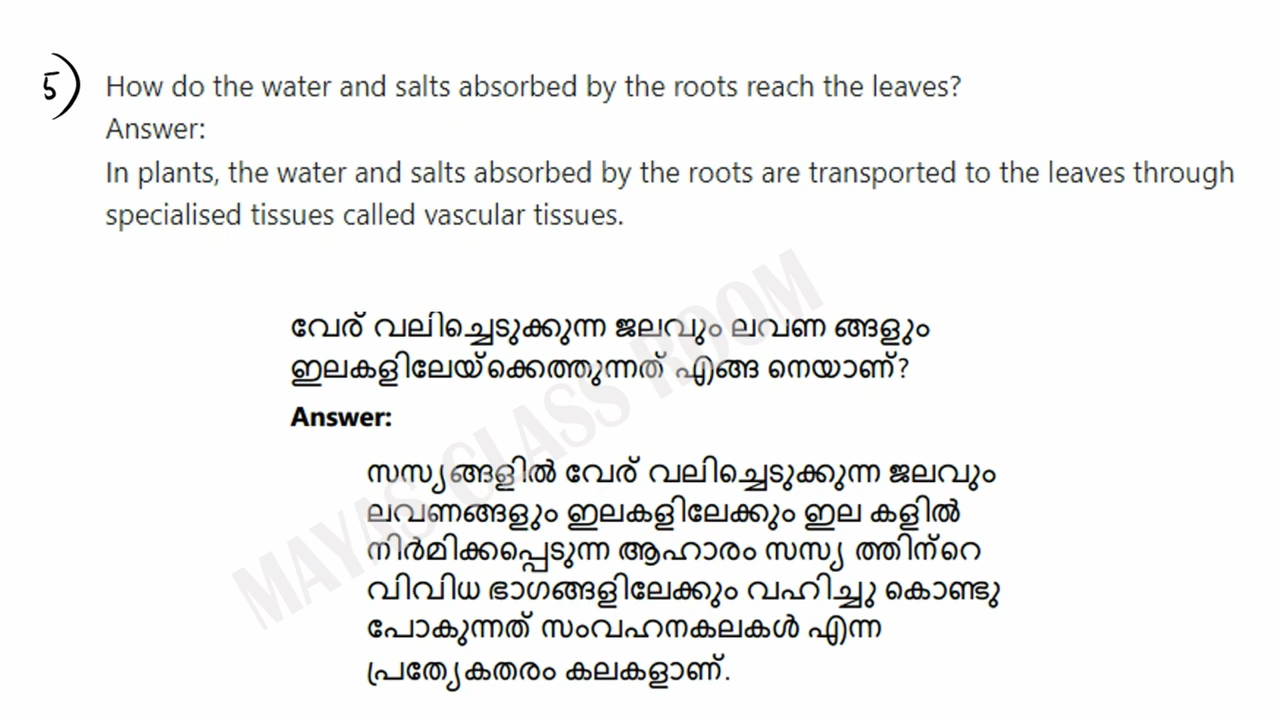 5) How do the water and salts absorbed by the roots reach the leaves?
Answer:
In plants, the water and salts absorbed by the roots are transported to the leaves through
specialised tissues called vascular tissues.
വേര് വലിച്ചെടുക്കുന്ന ജലവും ലവണ ങ്ങളും
ഇലകളിലേയ്ക്കെത്തുന്നത് എങ്ങ നെയാണ്?
Answer:
സസ്യങ്ങളിൽ വേര് വലിച്ചെടുക്കുന്ന ജലവും
ലവണങ്ങളും ഇലകളിലേക്കും ഇല കളിൽ
നിർമിക്കപ്പെടുന്ന ആഹാരം സസ്യ ത്തിന്റെ
വിവിധ ഭാഗങ്ങളിലേക്കും വഹിച്ചു കൊണ്ടു
പോകുന്നത് സംവഹനകലകൾ എന്ന
പ്രത്യേകതരം കലകളാണ്.
MAYAS CLASS ROOM